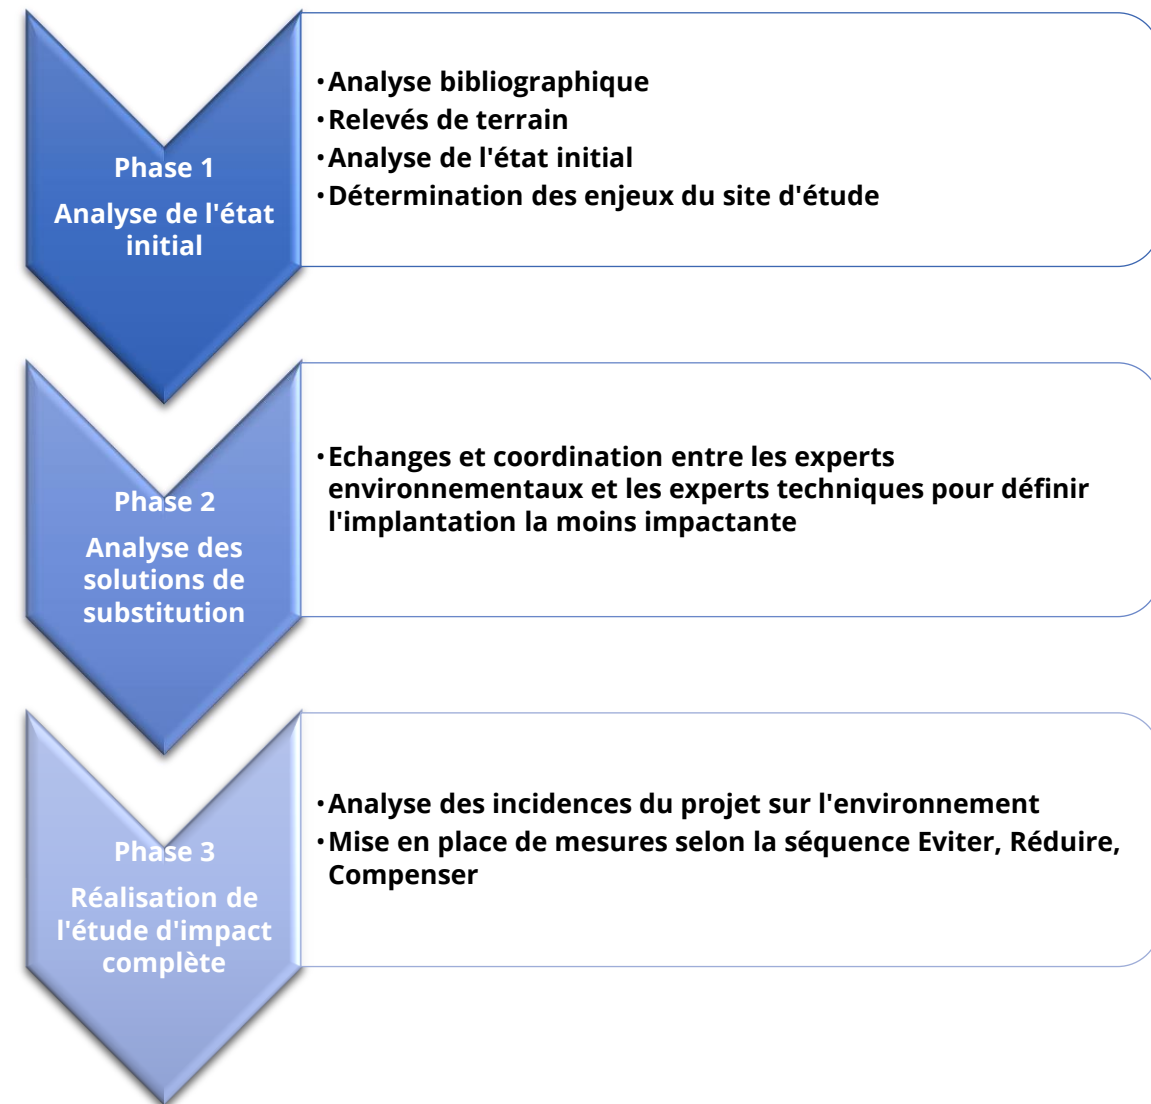 Phase 1
Analyse de l'état
initial
·Analyse bibliographique
·Relevés de terrain
·Analyse de l'état initial
·Détermination des enjeux du site d'étude
Phase 2
Analyse des
solutions de
substitution
·Echanges et coordination entre les experts
environnementaux et les experts techniques pour définir
l'implantation la moins impactante
Phase 3
Réalisation de
l'étude d'impact
complète
·Analyse des incidences du projet sur l'environnement
·Mise en place de mesures selon la séquence Eviter, Réduire,
Compenser